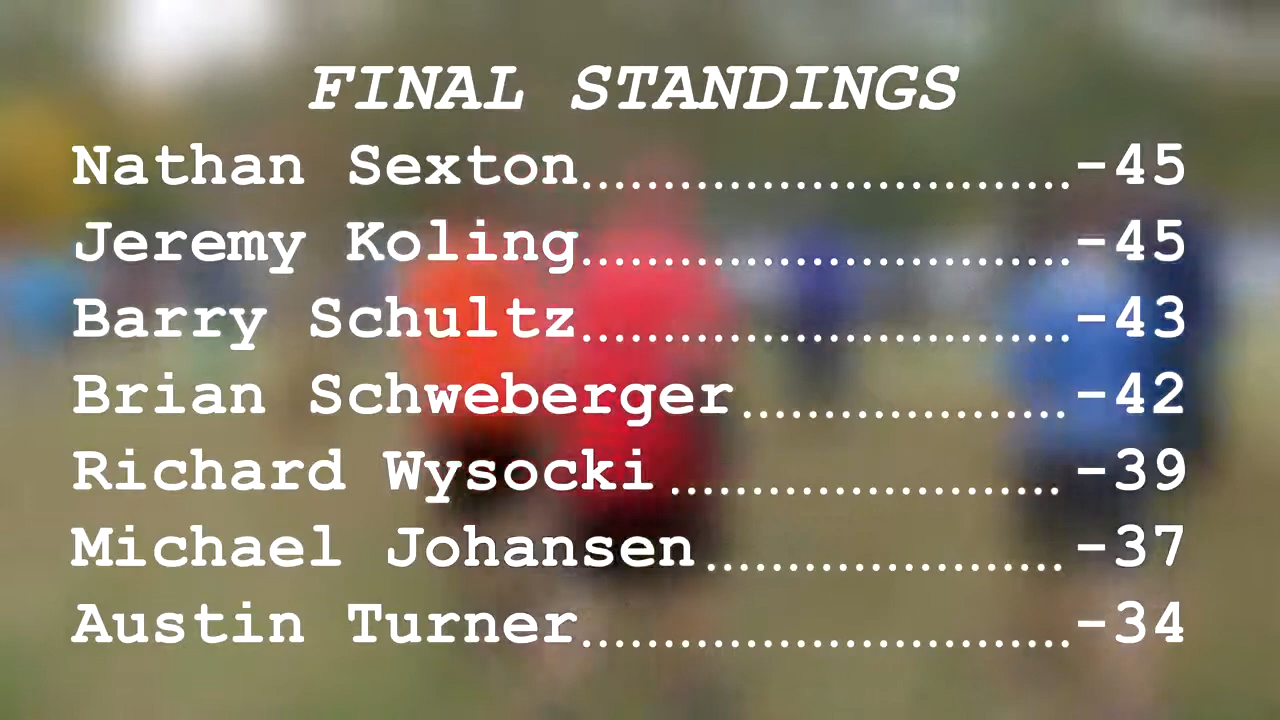 FINAL STANDINGS
Nathan Sexton..............................-45
Jeremy Koling..............................-45
Barry Schultz..............................-43
Brian Schweberger....................-42
Richard Wysocki ........................ -39
Michael Johansen ...................... -37
Austin Turner..............................-34